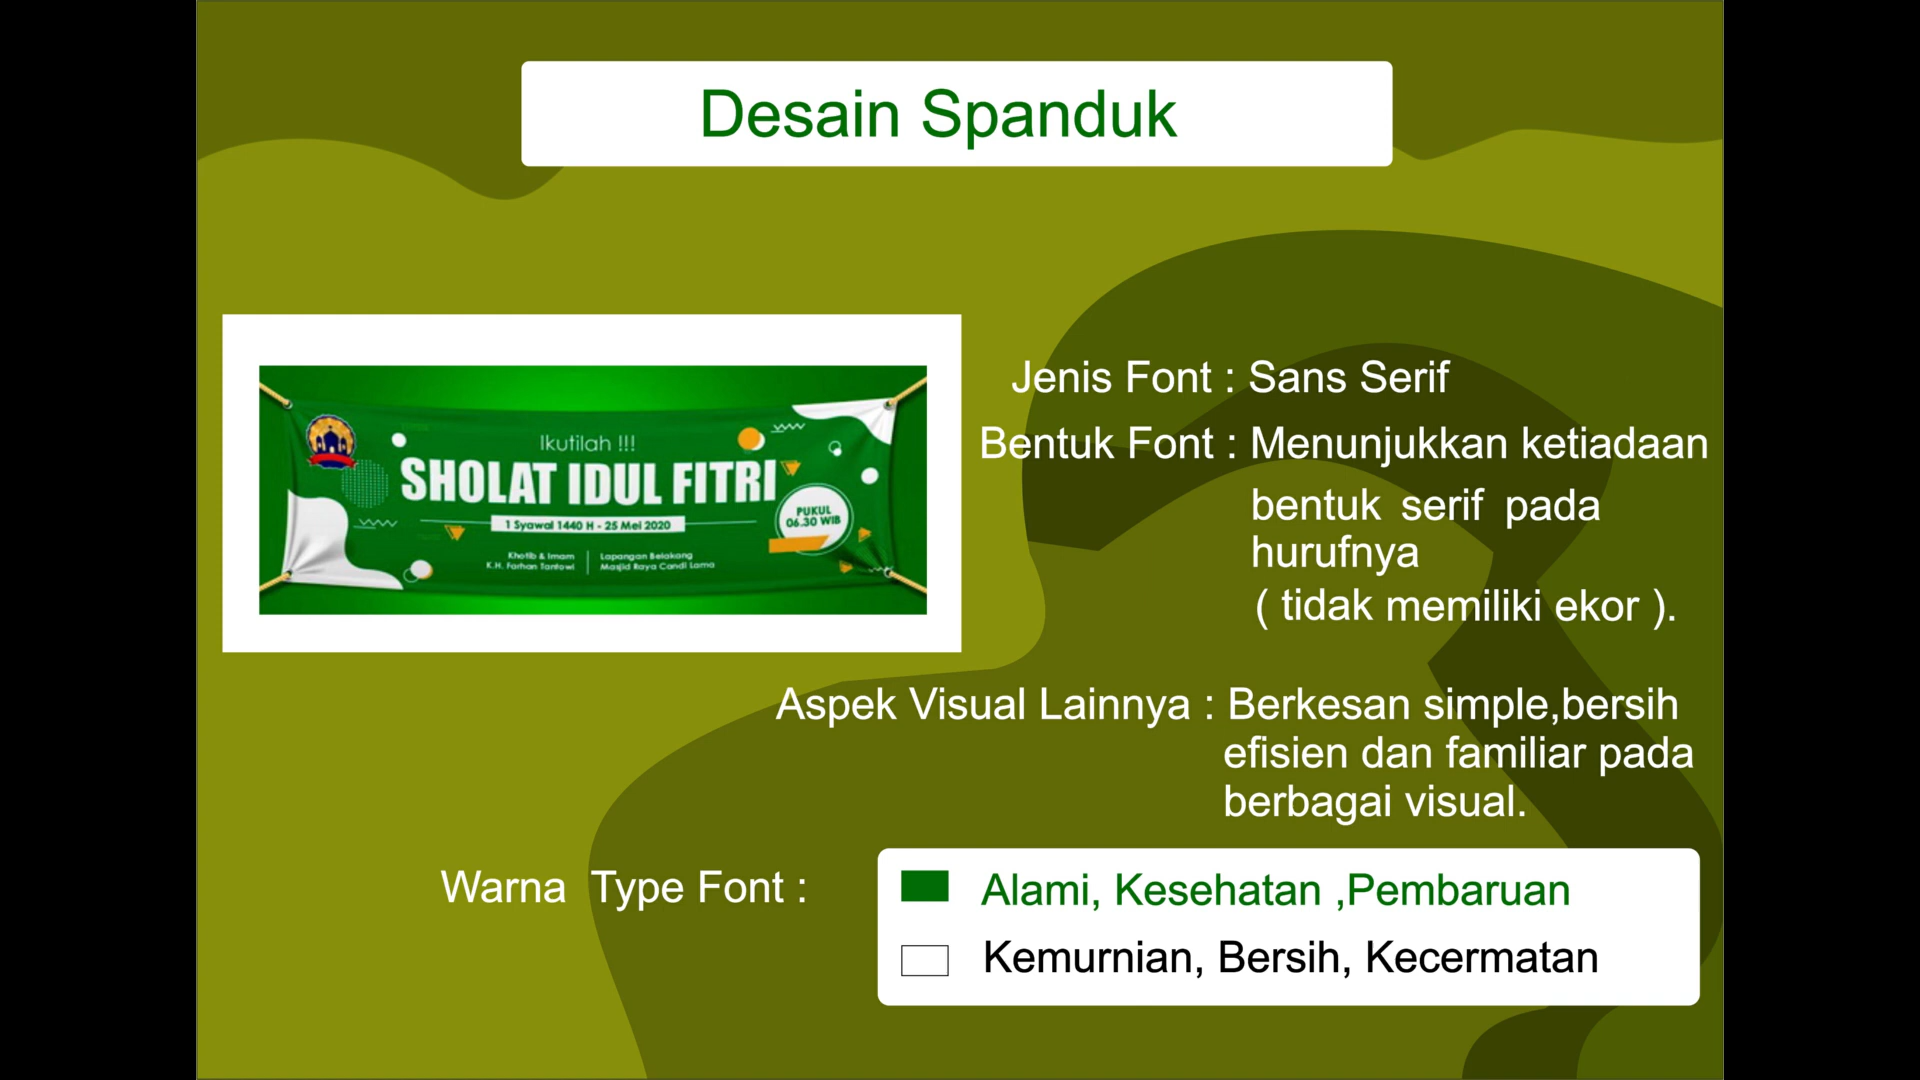 Desain Spanduk
Ikutilah !!!
SHOLAT IDUL FITRI
1 Syawal 1440 H - 25 Mei 2020
PUKUL
06.30 WIB
Khotib & Imam
K.H. Farhan Tantowi
Lapangan Belakang
Masjid Raya Candi Lama
Jenis Font : Sans Serif
Bentuk Font : Menunjukkan ketiadaan
bentuk serif pada
hurufnya
( tidak memiliki ekor ).
Aspek Visual Lainnya : Berkesan simple,bersih
efisien dan familiar pada
berbagai visual.
Warna Type Font :
Alami, Kesehatan ,Pembaruan
Kemurnian, Bersih, Kecermatan